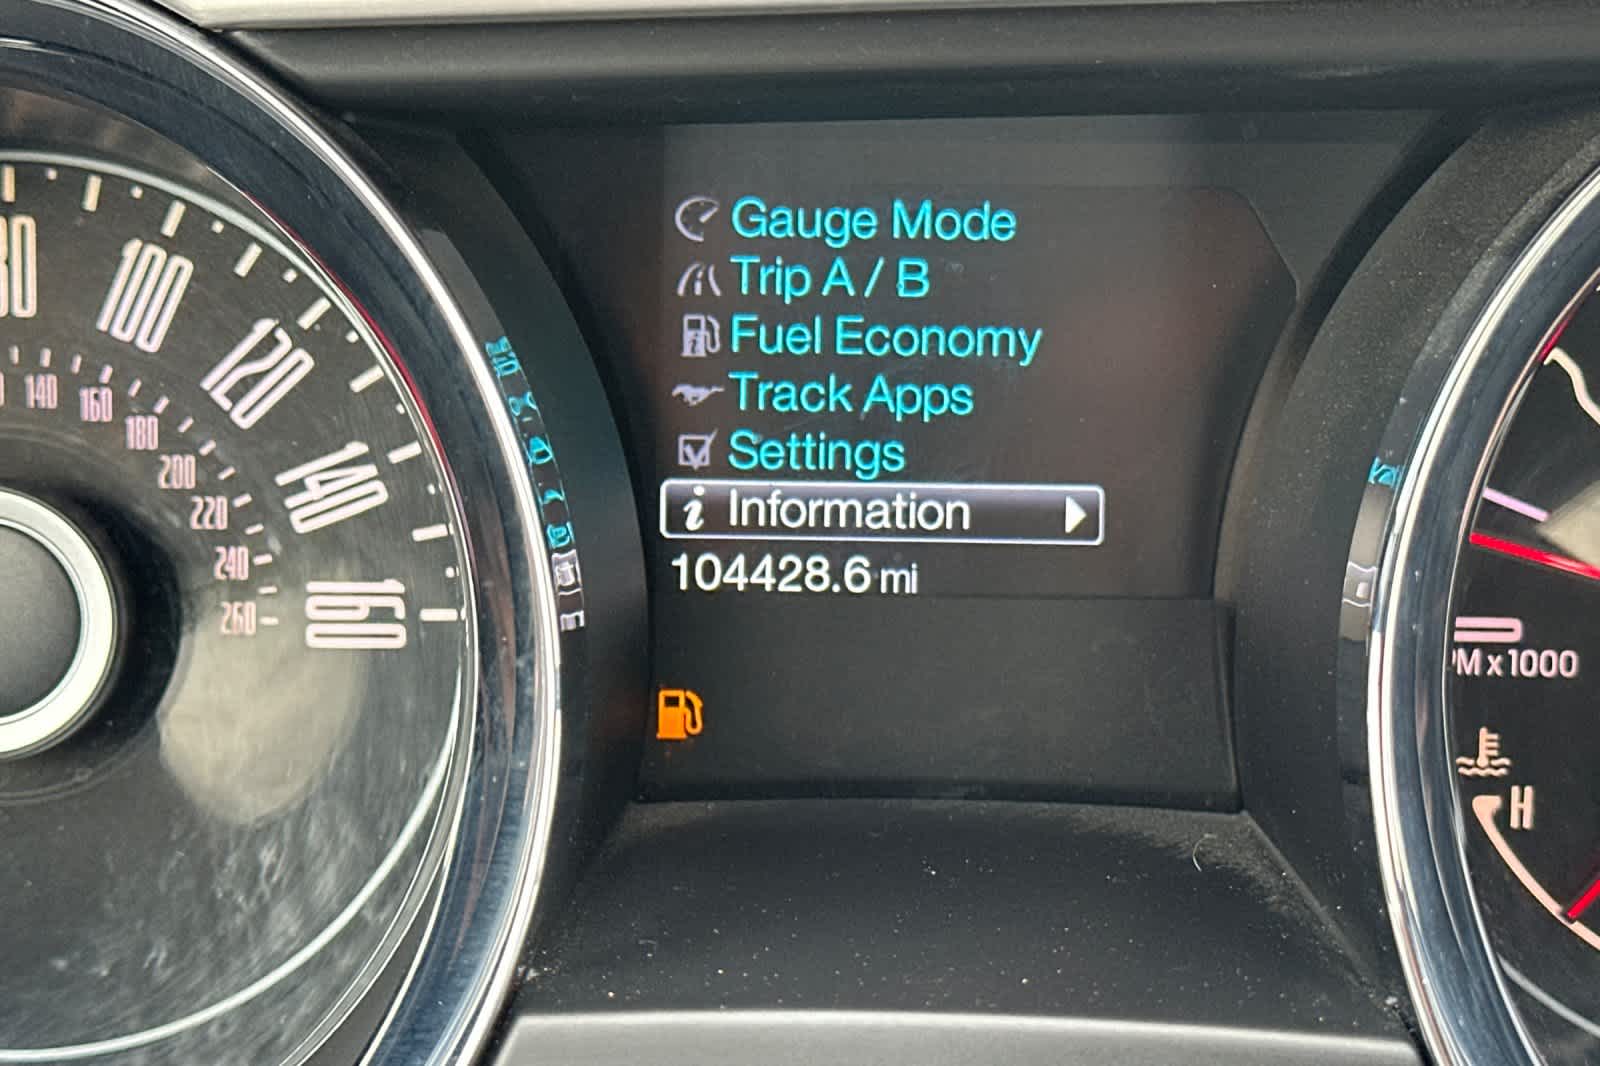 Gauge Mode
Trip A / B
Fuel Economy
Track Apps
Settings
i Information
104428.6 mi
100
120
140
160
140
160
180
200
220
240
260
x 1000
H